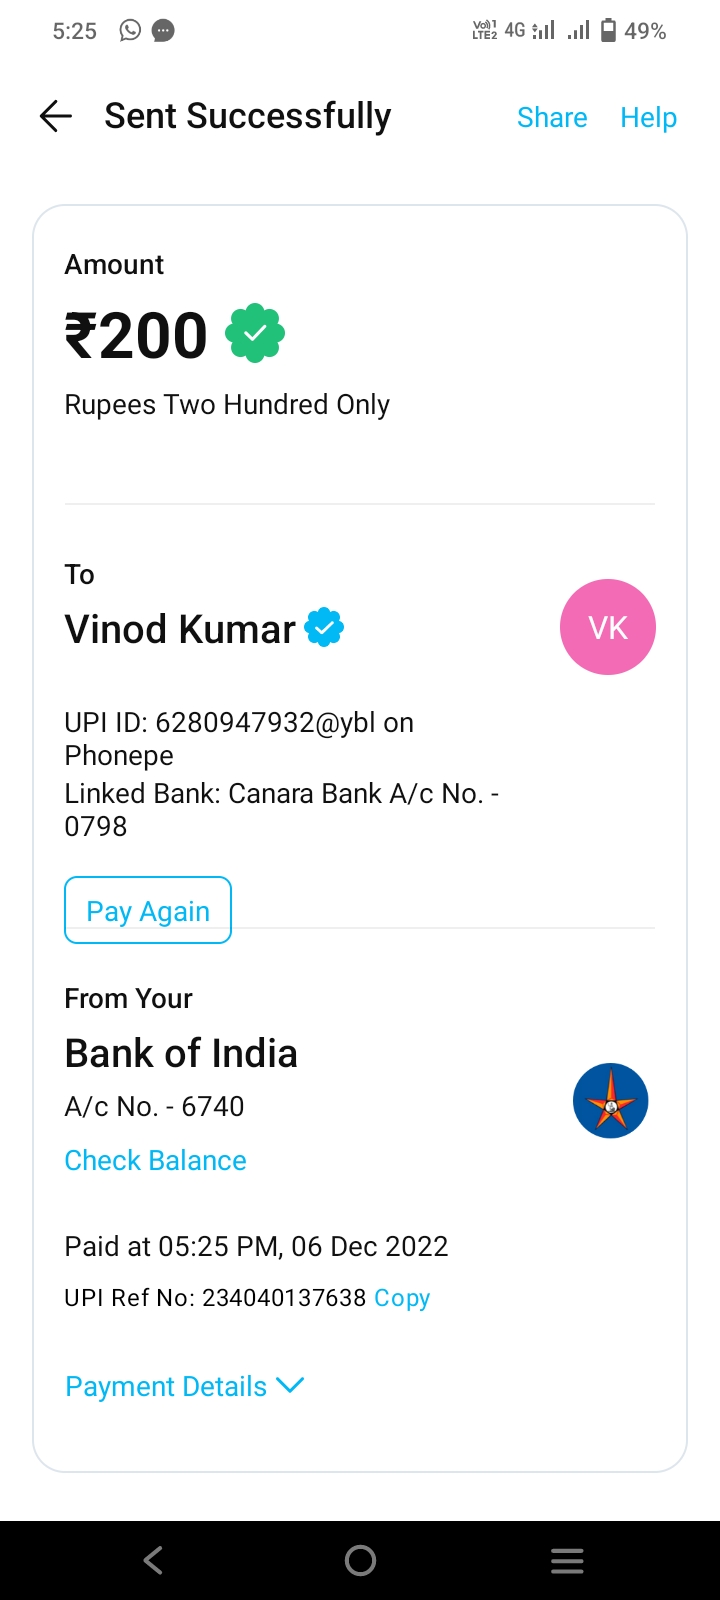 5:25
Vo)) 1
LTE2
4G
49%
Sent Successfully
Share
Help
Amount
₹200
Rupees Two Hundred Only
To
Vinod Kumar
VK
UPI ID: 6280947932@ybl on
Phonepe
Linked Bank: Canara Bank A/c No. -
0798
Pay Again
From Your
Bank of India
A/c No. - 6740
Check Balance
Paid at 05:25 PM, 06 Dec 2022
UPI Ref No: 234040137638 Copy
Payment Details